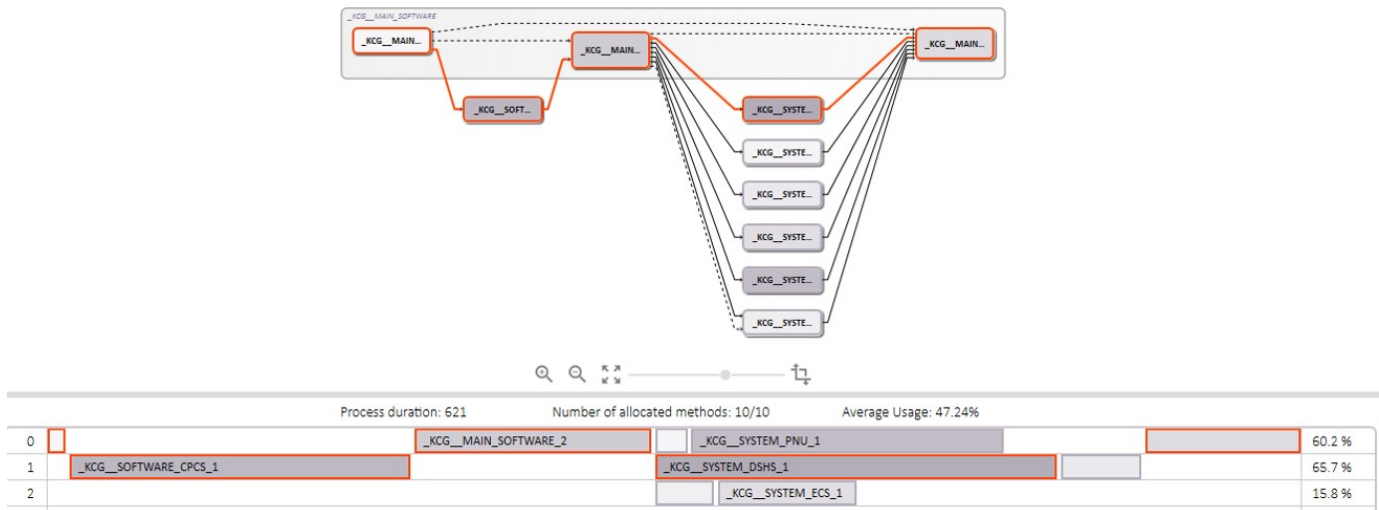 _KCG__MAIN_SOFTWARE
_KCG__MAIN...
_KCG__MAIN...
_KCG__MAIN...
_KCG__SOFT...
_KCG__SYSTE...
_KCG__SYSTE...
_KCG__SYSTE...
_KCG__SYSTE...
_KCG__SYSTE...
_KCG__SYSTE...
Process duration: 621 Number of allocated methods: 10/10 Average Usage: 47.24%
0 _KCG__MAIN_SOFTWARE_2 _KCG__SYSTEM_PNU_1 60.2 %
1 _KCG__SOFTWARE_CPCS_1 _KCG__SYSTEM_DSHS_1 65.7 %
2 _KCG__SYSTEM_ECS_1 15.8 %